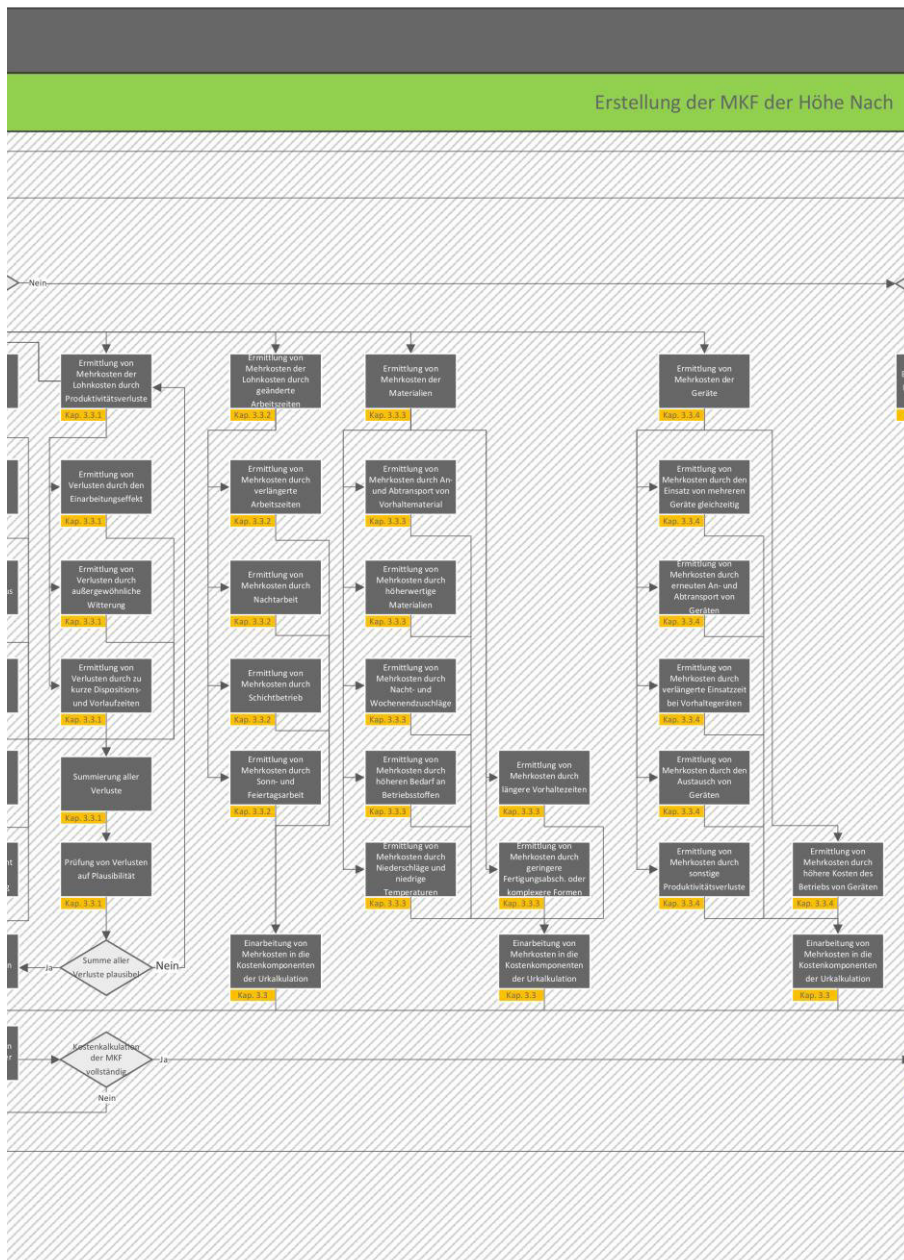 Erstellung der MKF der Höhe Nach
Nein
Ermittlung von
Mehrkosten der
Lohnkosten durch
Produktivitätsverluste
Kap. 3.3.1
Ermittlung von
Verlusten durch den
Einarbeitungseffekt
Kap. 3.3.1
Ermittlung von
Verlusten durch
außergewöhnliche
Witterung
Kap. 3.3.1
Ermittlung von
Verlusten durch zu
kurze Dispositions-
und Vorlaufzeiten
Kap. 3.3.1
Summierung aller
Verluste
Kap. 3.3.1
Prüfung von Verlusten
auf Plausibilität
Kap. 3.3.1
Summe aller
Verluste plausibel
Ja
Nein
Ermittlung von
Mehrkosten der
Lohnkosten durch
geänderte
Arbeitszeiten
Kap. 3.3.2
Ermittlung von
Mehrkosten durch
verlängerte
Arbeitszeiten
Kap. 3.3.2
Ermittlung von
Mehrkosten durch
Nachtarbeit
Kap. 3.3.2
Ermittlung von
Mehrkosten durch
Schichtbetrieb
Kap. 3.3.2
Ermittlung von
Mehrkosten durch
Sonn- und
Feiertagsarbeit
Kap. 3.3.2
Einarbeitung von
Mehrkosten in die
Kostenkomponenten
der Urkalkulation
Kap. 3.3
Ermittlung von
Mehrkosten der
Materialien
Kap. 3.3.3
Ermittlung von
Mehrkosten durch An-
und Abtransport von
Vorhaltematerial
Kap. 3.3.3
Ermittlung von
Mehrkosten durch
höherwertige
Materialien
Kap. 3.3.3
Ermittlung von
Mehrkosten durch
Nacht- und
Wochenendzuschläge
Kap. 3.3.3
Ermittlung von
Mehrkosten durch
höheren Bedarf an
Betriebsstoffen
Kap. 3.3.3
Ermittlung von
Mehrkosten durch
Niederschläge und
niedrige
Temperaturen
Kap. 3.3.3
Ermittlung von
Mehrkosten durch
längere Vorhaltezeiten
Kap. 3.3.3
Ermittlung von
Mehrkosten durch
geringere
Fertigungsabsch. oder
komplexere Formen
Kap. 3.3.3
Einarbeitung von
Mehrkosten in die
Kostenkomponenten
der Urkalkulation
Kap. 3.3
Ermittlung von
Mehrkosten der
Geräte
Kap. 3.3.4
Ermittlung von
Mehrkosten durch den
Einsatz von mehreren
Geräte gleichzeitig
Kap. 3.3.4
Ermittlung von
Mehrkosten durch
erneuten An- und
Abtransport von
Geräten
Kap. 3.3.4
Ermittlung von
Mehrkosten durch
verlängerte Einsatzzeit
bei Vorhaltegeräten
Kap. 3.3.4
Ermittlung von
Mehrkosten durch den
Austausch von
Geräten
Kap. 3.3.4
Ermittlung von
Mehrkosten durch
sonstige
Produktivitätsverluste
Kap. 3.3.4
Ermittlung von
Mehrkosten durch
höhere Kosten des
Betriebs von Geräten
Kap. 3.3.4
Einarbeitung von
Mehrkosten in die
Kostenkomponenten
der Urkalkulation
Kap. 3.3
Kostenkalkulation
der MKF
vollständig
Ja
Nein